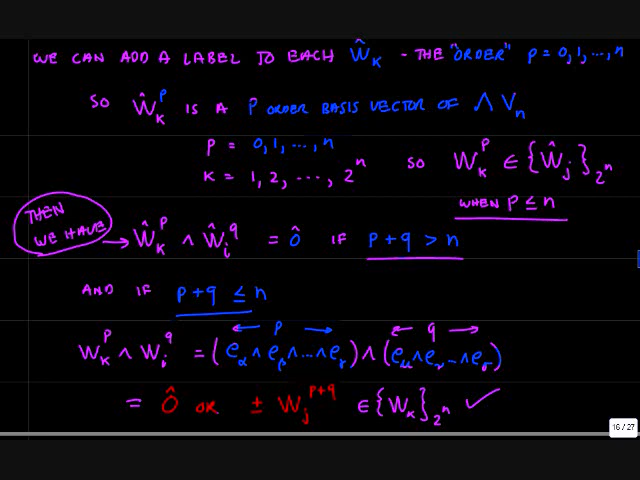 WE CAN ADD A LABEL TO EACH Ŵ_K - THE "ORDER" P = 0, 1, ..., n
SO Ŵ_K^P IS A P ORDER BASIS VECTOR OF Λ V_n
P = 0, 1, ..., n
K = 1, 2, ..., 2^n SO W_K^P ∈ {Ŵ_j}_2^n
WHEN P ≤ n
THEN
WE HAVE → Ŵ_K^P ∧ Ŵ_i^q = Ô IF P+q > n
AND IF P+q ≤ n
← P → ← q →
W_K^P ∧ W_i^q = (e_α ∧ e_β ∧ ... ∧ e_γ) ∧ (e_μ ∧ e_ν ... ∧ e_σ)
= Ô OR ± W_j^P+q ∈ {W_K}_2^n ✓
16 / 27